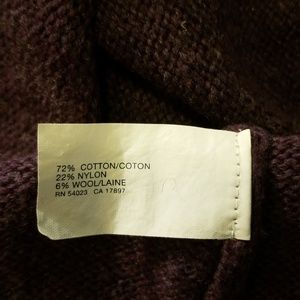 72% COTTON/COTON
22% NYLON
6% WOOL/LAINE
RN 54023 CA 17897